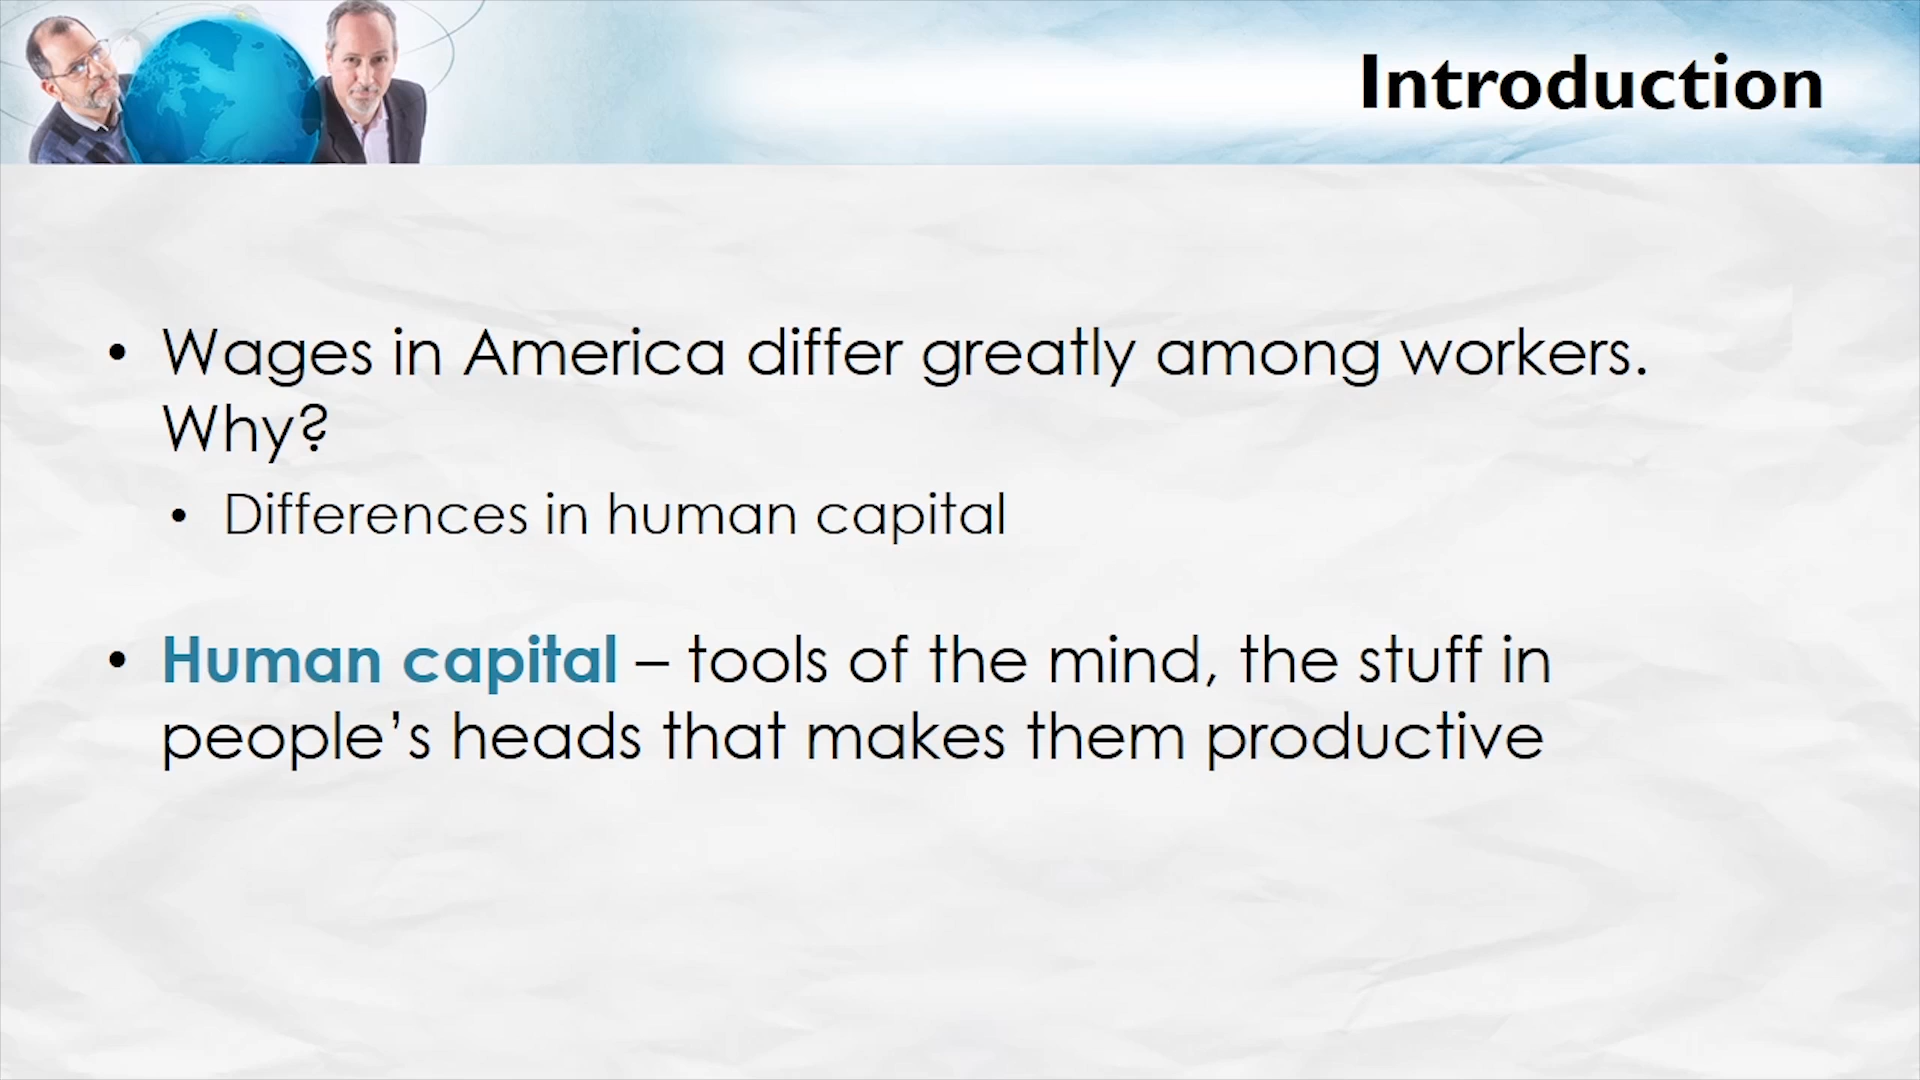 Introduction
• Wages in America differ greatly among workers.
Why?
• Differences in human capital
• Human capital – tools of the mind, the stuff in
people’s heads that makes them productive